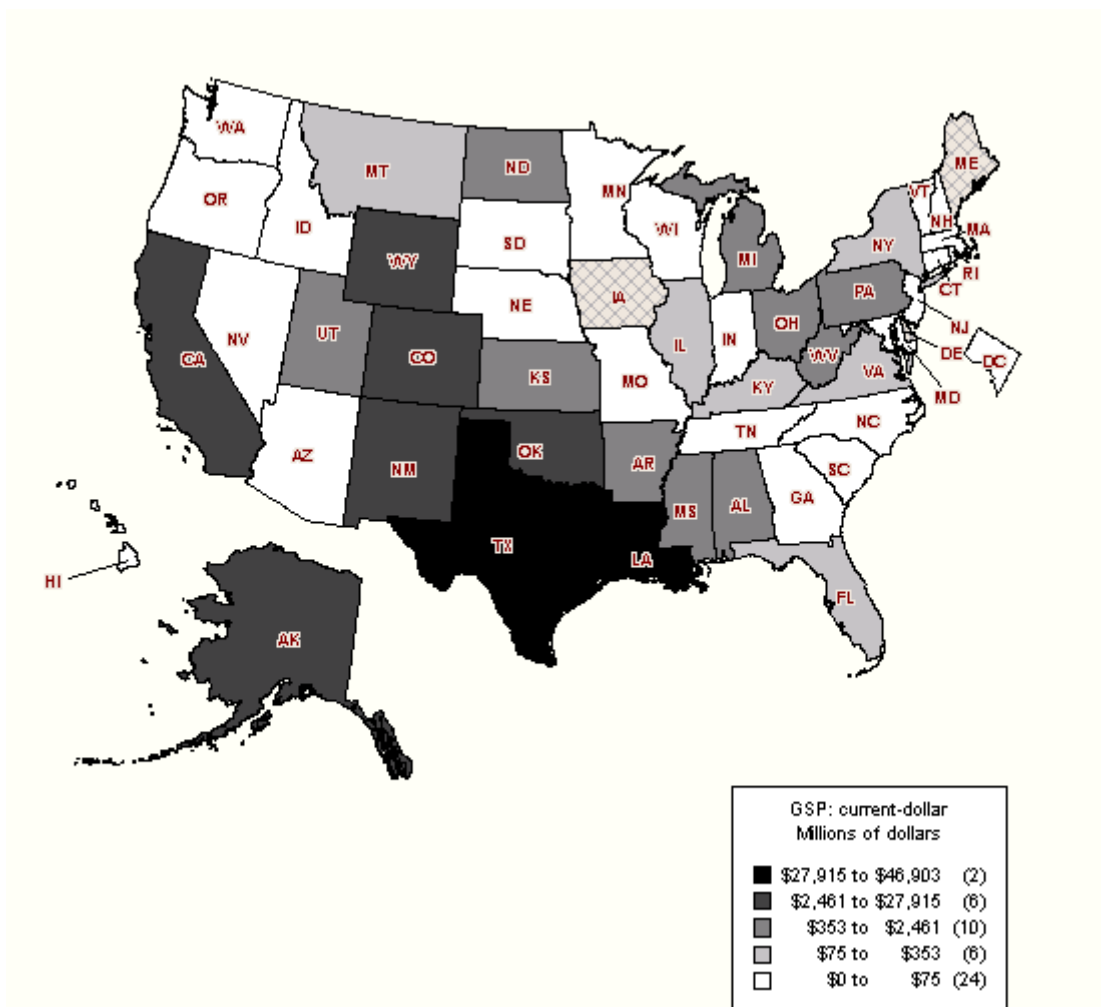 WA
MT
ND
MN
ME
VT
NH
MA
OR
ID
SD
WI
MI
NY
RI
CT
WY
IA
PA
NJ
NE
OH
DE
DC
NV
UT
CO
IL
IN
WV
VA
CA
KS
MO
KY
MD
NC
TN
AZ
NM
OK
AR
SC
MS
AL
GA
TX
LA
HI
FL
AK
GSP: current-dollar
Millions of dollars
$27,915 to $46,903 (2)
$2,461 to $27,915 (6)
$353 to $2,461 (10)
$75 to $353 (6)
$0 to $75 (24)